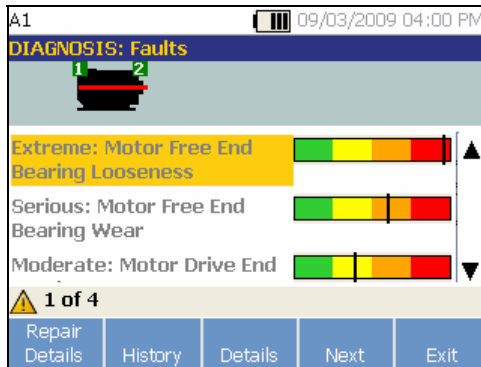 A1 09/03/2009 04:00 PM
DIAGNOSIS: Faults
1 2
Extreme: Motor Free End
Bearing Looseness
Serious: Motor Free End
Bearing Wear
Moderate: Motor Drive End
1 of 4
Repair
Details History Details Next Exit